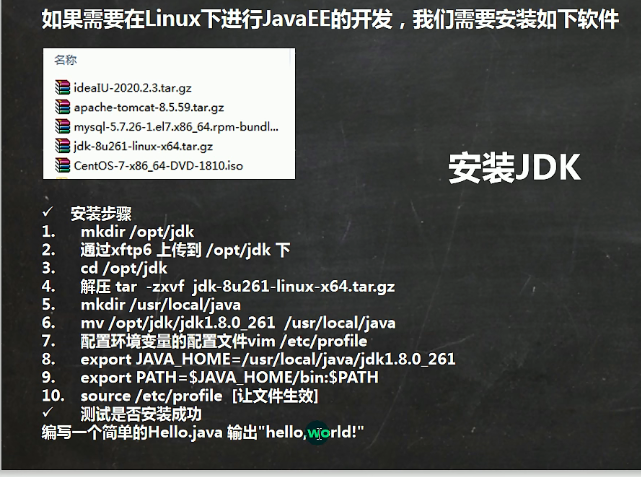 如果需要在Linux下进行JavaEE的开发，我们需要安装如下软件
名称
ideaIU-2020.2.3.tar.gz
apache-tomcat-8.5.59.tar.gz
mysql-5.7.26-1.el7.x86_64.rpm-bundl...
jdk-8u261-linux-x64.tar.gz
CentOS-7-x86_64-DVD-1810.iso
安装JDK
✓ 安装步骤
1. mkdir /opt/jdk
2. 通过xftp6 上传到 /opt/jdk 下
3. cd /opt/jdk
4. 解压 tar -zxvf jdk-8u261-linux-x64.tar.gz
5. mkdir /usr/local/java
6. mv /opt/jdk/jdk1.8.0_261 /usr/local/java
7. 配置环境变量的配置文件vim /etc/profile
8. export JAVA_HOME=/usr/local/java/jdk1.8.0_261
9. export PATH=$JAVA_HOME/bin:$PATH
10. source /etc/profile [让文件生效]
✓ 测试是否安装成功
编写一个简单的Hello.java 输出"hello,world!"